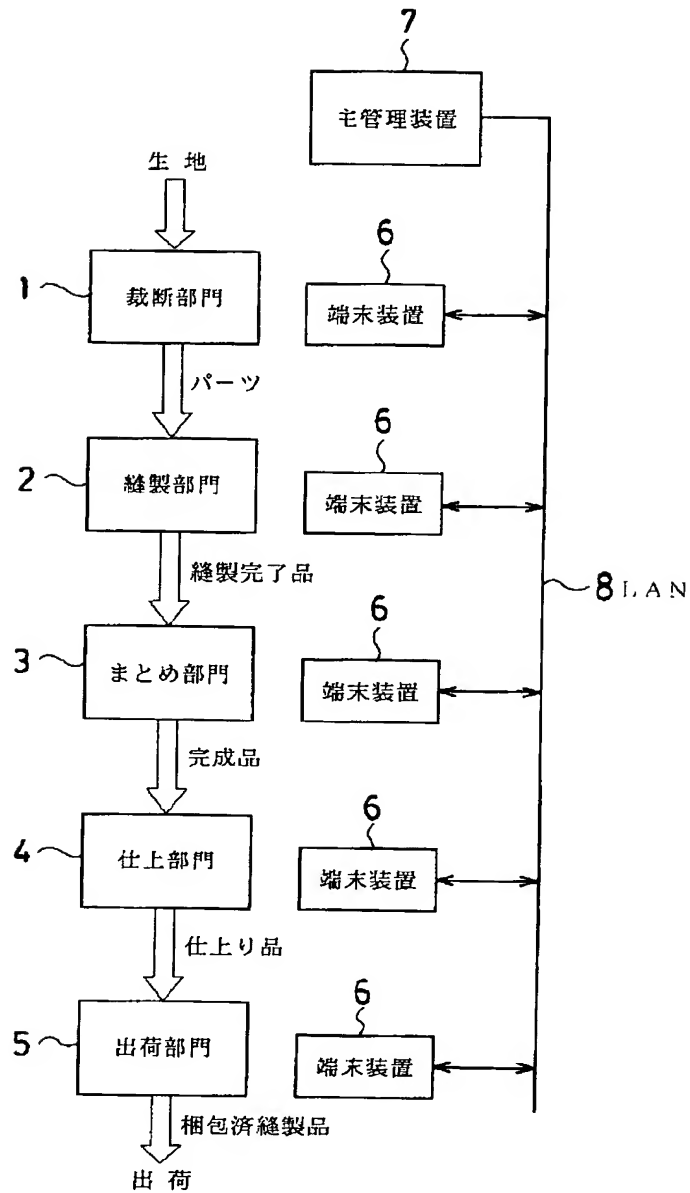 7
主管理装置
生地
6
1
裁断部門
端末装置
パーツ
6
2
縫製部門
端末装置
縫製完了品
8 LAN
6
3
まとめ部門
端末装置
完成品
6
4
仕上部門
端末装置
仕上り品
6
5
出荷部門
端末装置
梱包済縫製品
出荷